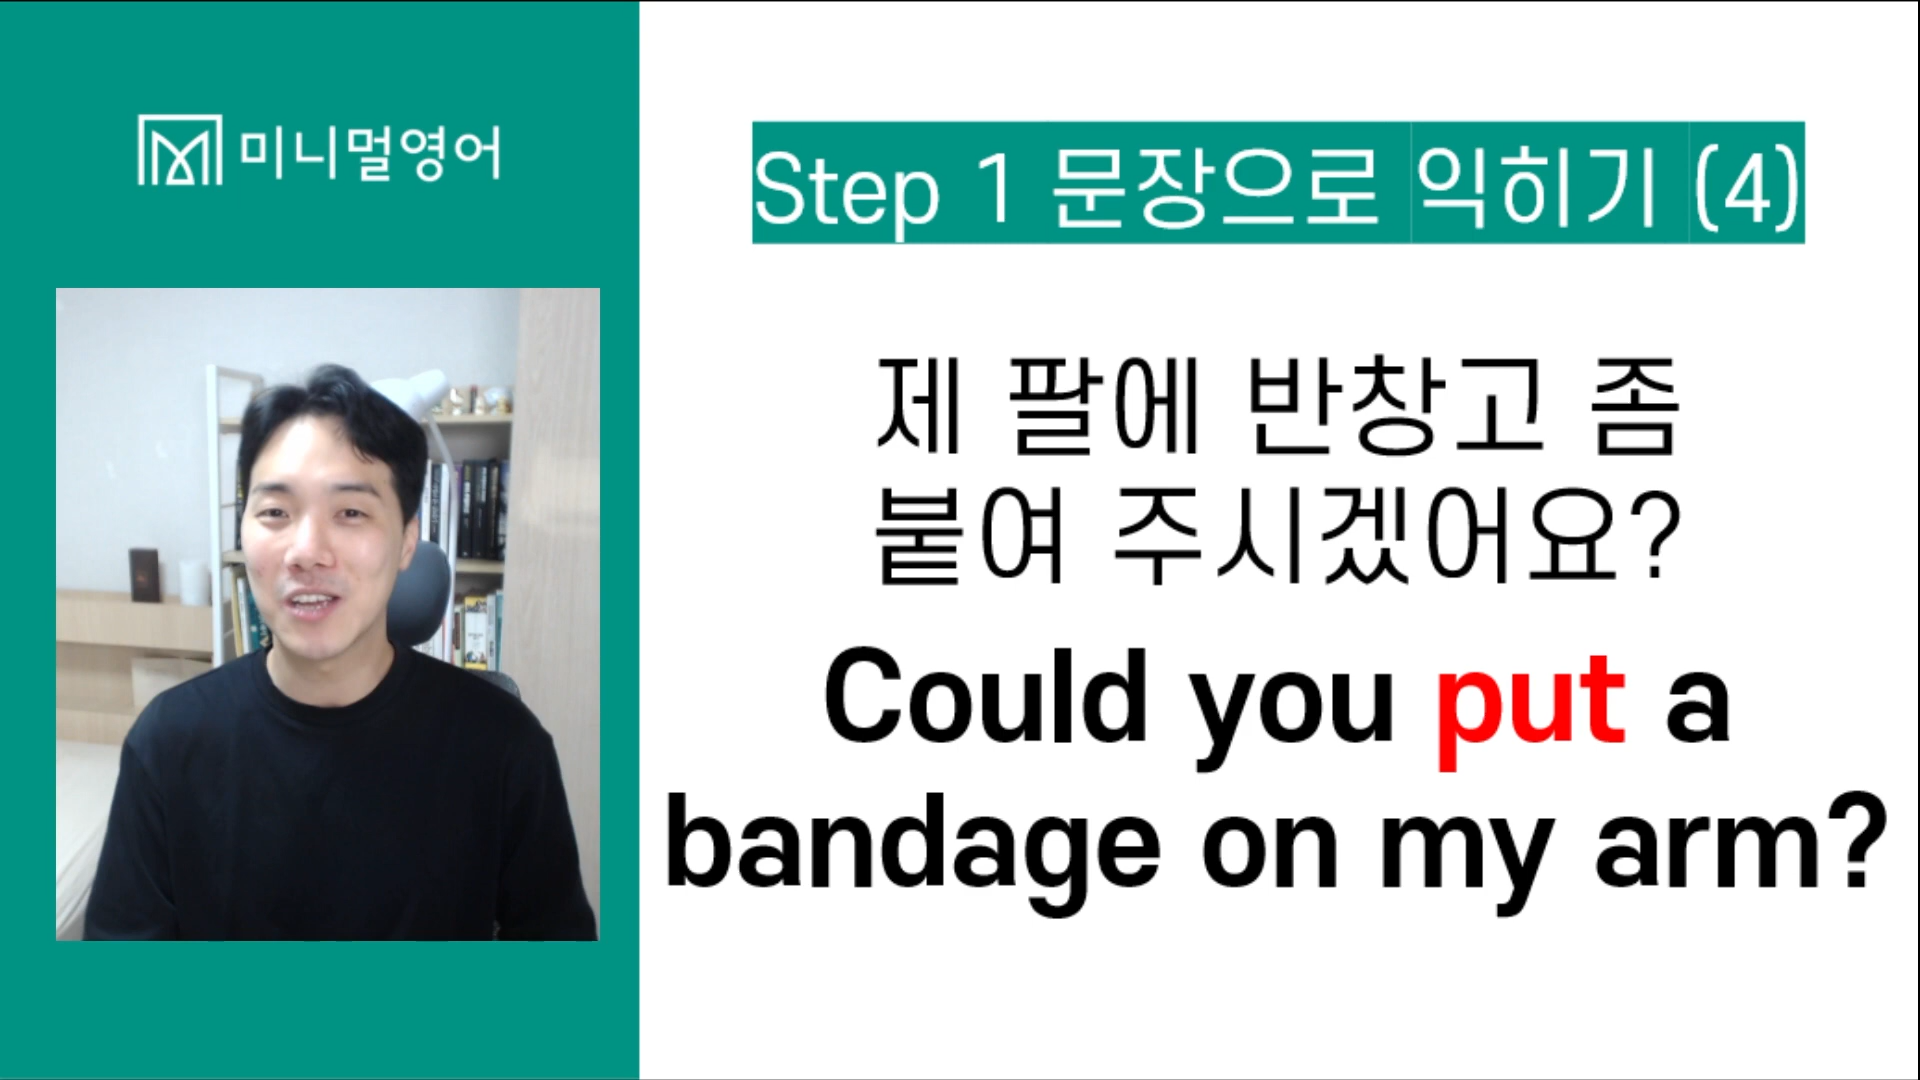 미니멀영어
Step 1 문장으로 익히기 (4)
제 팔에 반창고 좀
붙여 주시겠어요?
Could you put a
bandage on my arm?